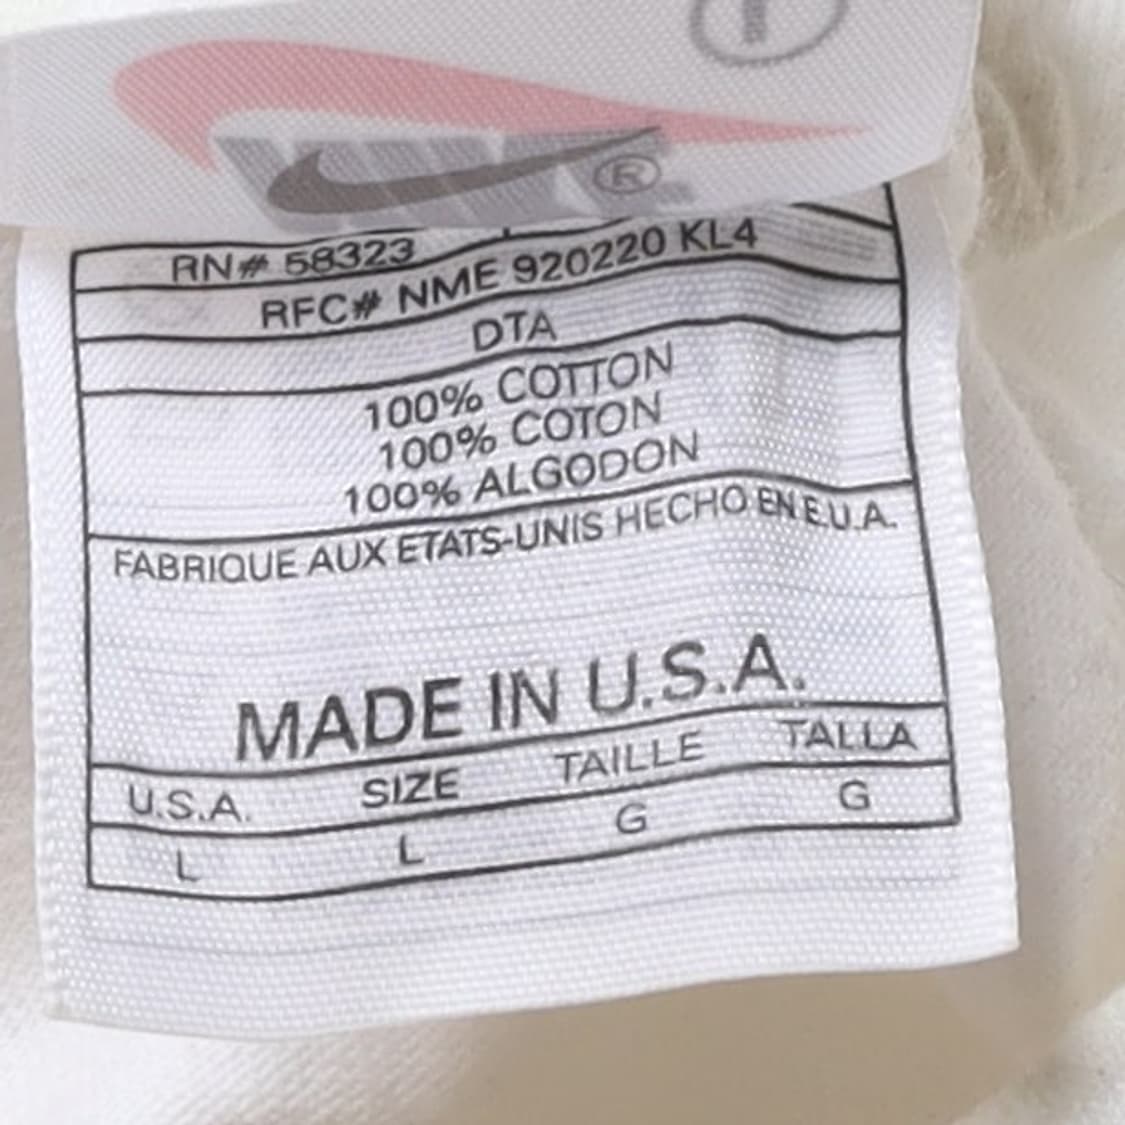 ®
RN# 58323
RFC# NME 920220 KL4
DTA
100% COTTON
100% COTON
100% ALGODON
FABRIQUE AUX ETATS-UNIS HECHO EN E.U.A.
MADE IN U.S.A.
U.S.A. SIZE TAILLE TALLA
L L G G